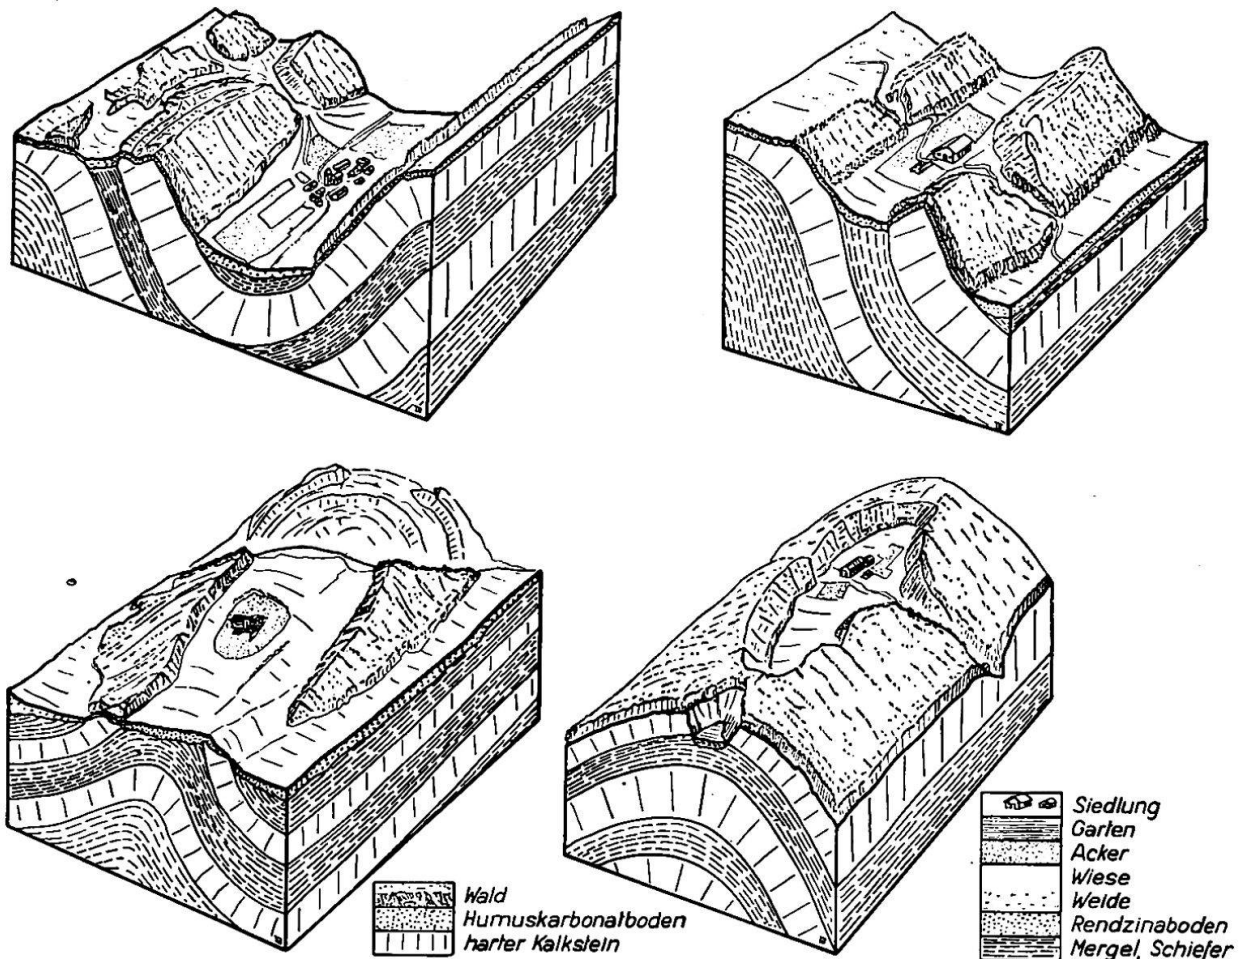 Wald
Humuskarbonatboden
harter Kalkstein
Siedlung
Garten
Acker
Wiese
Weide
Rendzinaboden
Mergel, Schiefer